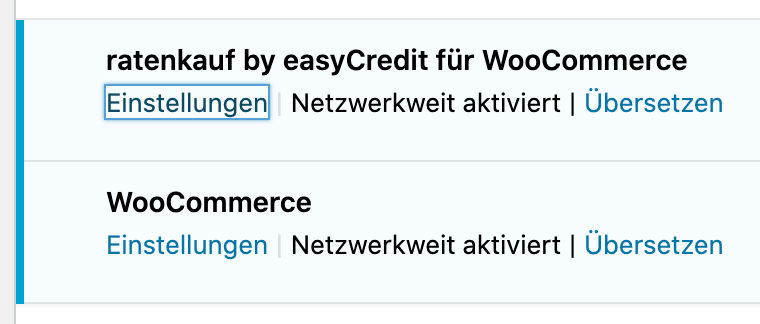 ratenkauf by easyCredit für WooCommerce
Einstellungen | Netzwerkweit aktiviert | Übersetzen
WooCommerce
Einstellungen | Netzwerkweit aktiviert | Übersetzen